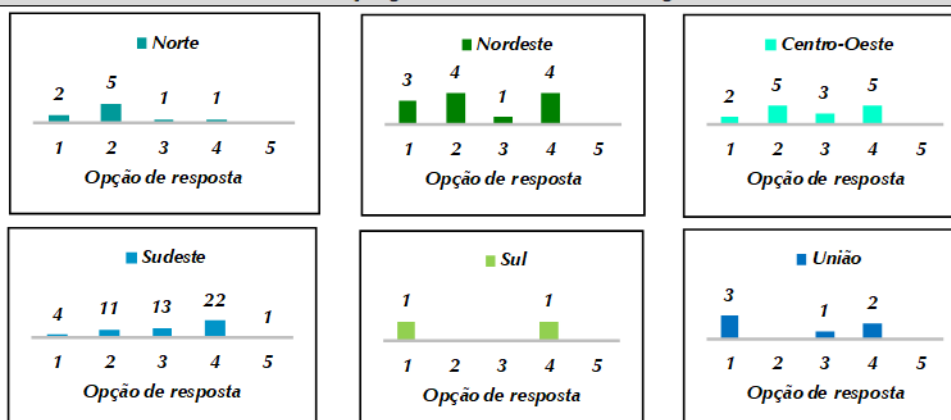 Norte
2 5 1 1
1 2 3 4 5
Opção de resposta
Nordeste
3 4 1 4
1 2 3 4 5
Opção de resposta
Centro-Oeste
2 5 3 5
1 2 3 4 5
Opção de resposta
Sudeste
4 11 13 22 1
1 2 3 4 5
Opção de resposta
Sul
1 1
1 2 3 4 5
Opção de resposta
União
3 1 2
1 2 3 4 5
Opção de resposta